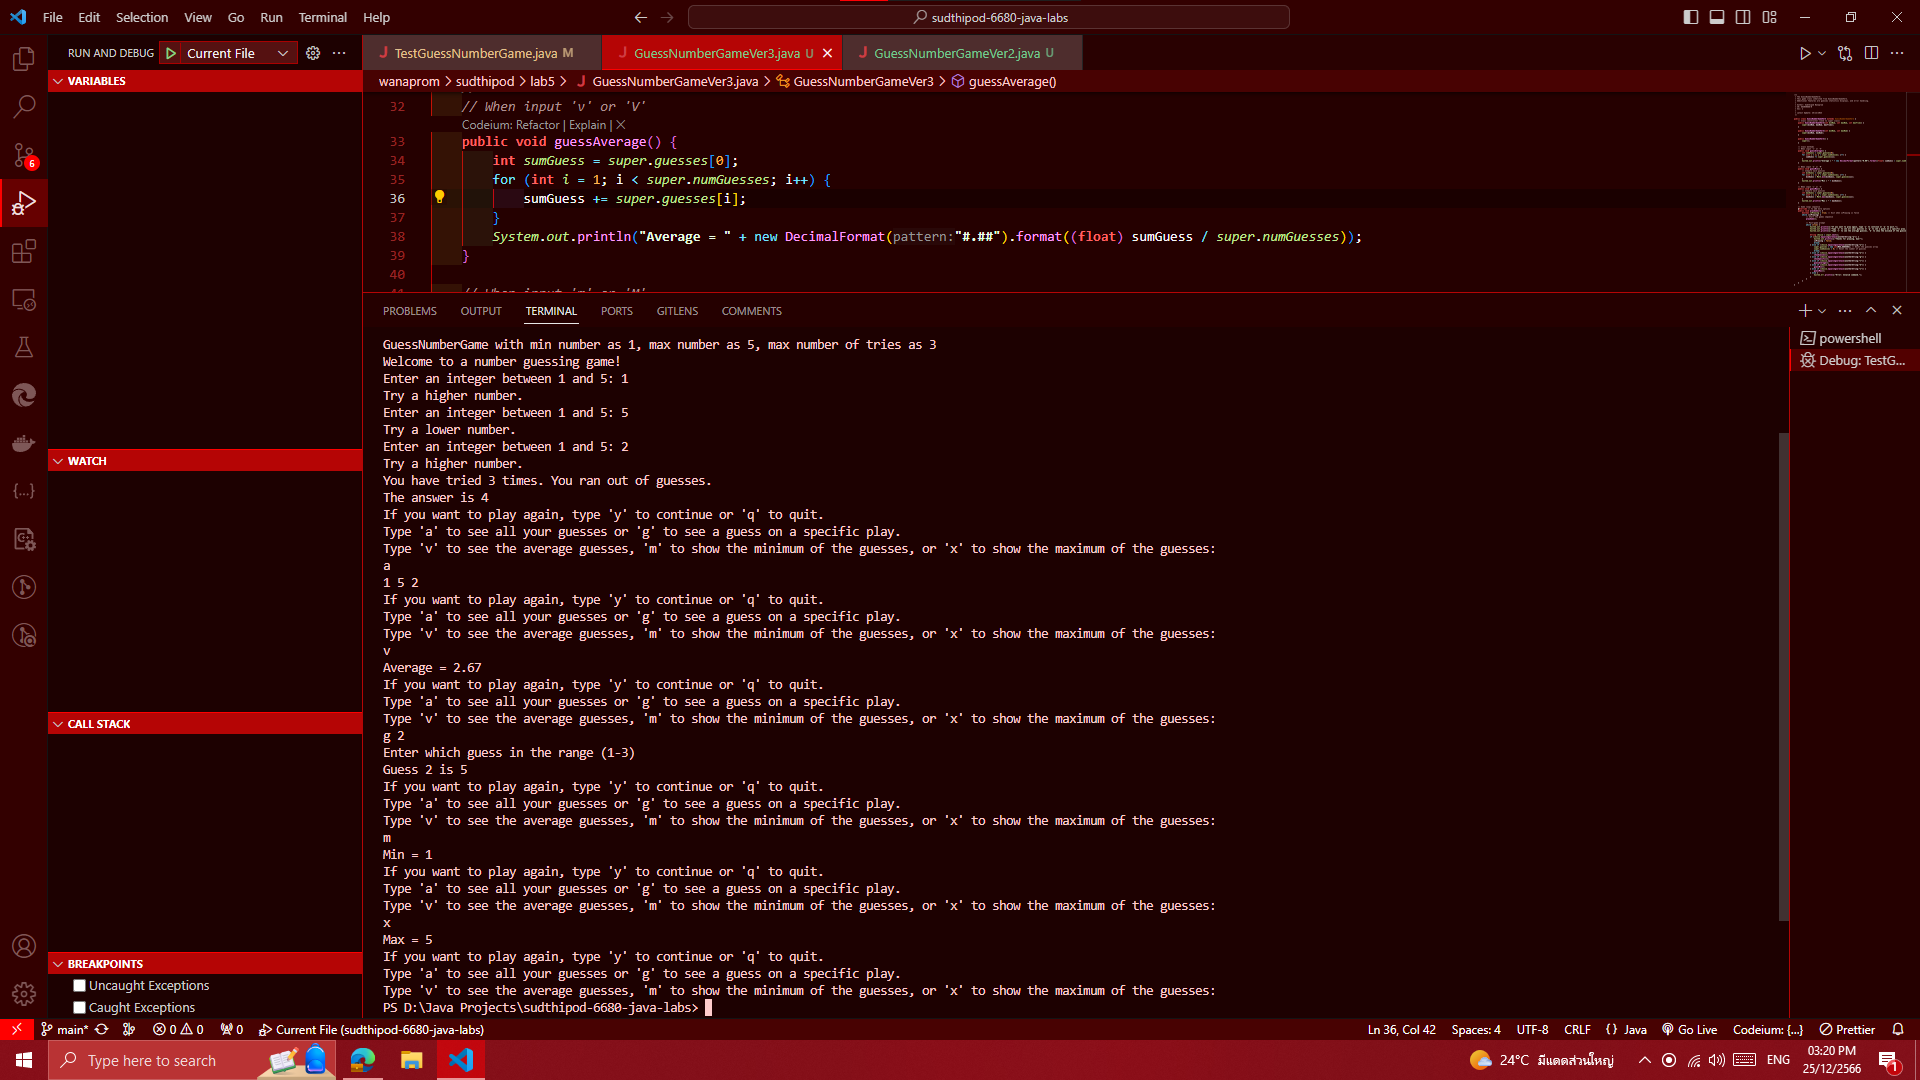 File Edit Selection View Go Run Terminal Help
sudthipod-6680-java-labs
RUN AND DEBUG Current File
TestGuessNumberGame.java M
GuessNumberGameVer3.java U
GuessNumberGameVer2.java U
VARIABLES
wanaprom > sudthipod > lab5 > J GuessNumberGameVer3.java > GuessNumberGameVer3 > guessAverage()
32 // When input 'v' or 'V'
Codeium: Refactor | Explain | X
33 public void guessAverage() {
34 int sumGuess = super.guesses[0];
35 for (int i = 1; i < super.numGuesses; i++) {
36 sumGuess += super.guesses[i];
37 }
38 System.out.println("Average = " + new DecimalFormat(pattern:"#.##").format((float) sumGuess / super.numGuesses));
39 }
40
// When input 'm' or 'M'
PROBLEMS OUTPUT TERMINAL PORTS GITLENS COMMENTS
powershell
Debug: TestG...
GuessNumberGame with min number as 1, max number as 5, max number of tries as 3
Welcome to a number guessing game!
Enter an integer between 1 and 5: 1
Try a higher number.
Enter an integer between 1 and 5: 5
Try a lower number.
Enter an integer between 1 and 5: 2
Try a higher number.
You have tried 3 times. You ran out of guesses.
The answer is 4
If you want to play again, type 'y' to continue or 'q' to quit.
Type 'a' to see all your guesses or 'g' to see a guess on a specific play.
Type 'v' to see the average guesses, 'm' to show the minimum of the guesses, or 'x' to show the maximum of the guesses:
a
1 5 2
If you want to play again, type 'y' to continue or 'q' to quit.
Type 'a' to see all your guesses or 'g' to see a guess on a specific play.
Type 'v' to see the average guesses, 'm' to show the minimum of the guesses, or 'x' to show the maximum of the guesses:
v
Average = 2.67
If you want to play again, type 'y' to continue or 'q' to quit.
Type 'a' to see all your guesses or 'g' to see a guess on a specific play.
Type 'v' to see the average guesses, 'm' to show the minimum of the guesses, or 'x' to show the maximum of the guesses:
g 2
Enter which guess in the range (1-3)
Guess 2 is 5
If you want to play again, type 'y' to continue or 'q' to quit.
Type 'a' to see all your guesses or 'g' to see a guess on a specific play.
Type 'v' to see the average guesses, 'm' to show the minimum of the guesses, or 'x' to show the maximum of the guesses:
m
Min = 1
If you want to play again, type 'y' to continue or 'q' to quit.
Type 'a' to see all your guesses or 'g' to see a guess on a specific play.
Type 'v' to see the average guesses, 'm' to show the minimum of the guesses, or 'x' to show the maximum of the guesses:
x
Max = 5
If you want to play again, type 'y' to continue or 'q' to quit.
Type 'a' to see all your guesses or 'g' to see a guess on a specific play.
Type 'v' to see the average guesses, 'm' to show the minimum of the guesses, or 'x' to show the maximum of the guesses:
PS D:\Java Projects\sudthipod-6680-java-labs>
WATCH
CALL STACK
BREAKPOINTS
Uncaught Exceptions
Caught Exceptions
6
main* 0 0 0 Current File (sudthipod-6680-java-labs)
Ln 36, Col 42 Spaces: 4 UTF-8 CRLF {} Java Go Live Codeium: {...} Prettier
Type here to search
24°C มีแดดส่วนใหญ่
ENG
03:20 PM
25/12/2566
1